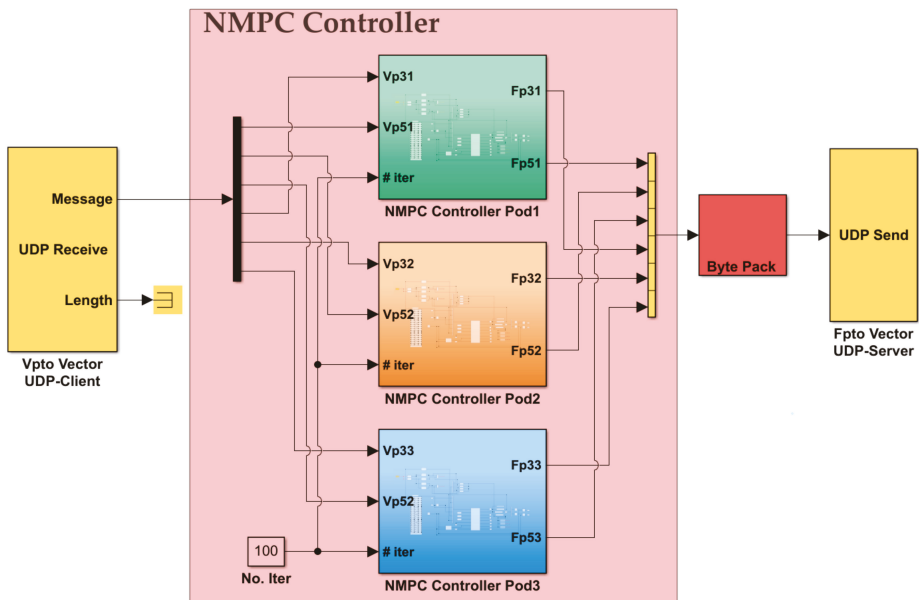 NMPC Controller
Message
UDP Receive
Length
Vpto Vector
UDP-Client
Vp31
Vp51
# iter
Fp31
Fp51
NMPC Controller Pod1
Vp32
Vp52
# iter
Fp32
Fp52
NMPC Controller Pod2
Vp33
Vp52
# iter
Fp33
Fp53
NMPC Controller Pod3
100
No. Iter
Byte Pack
UDP Send
Fpto Vector
UDP-Server